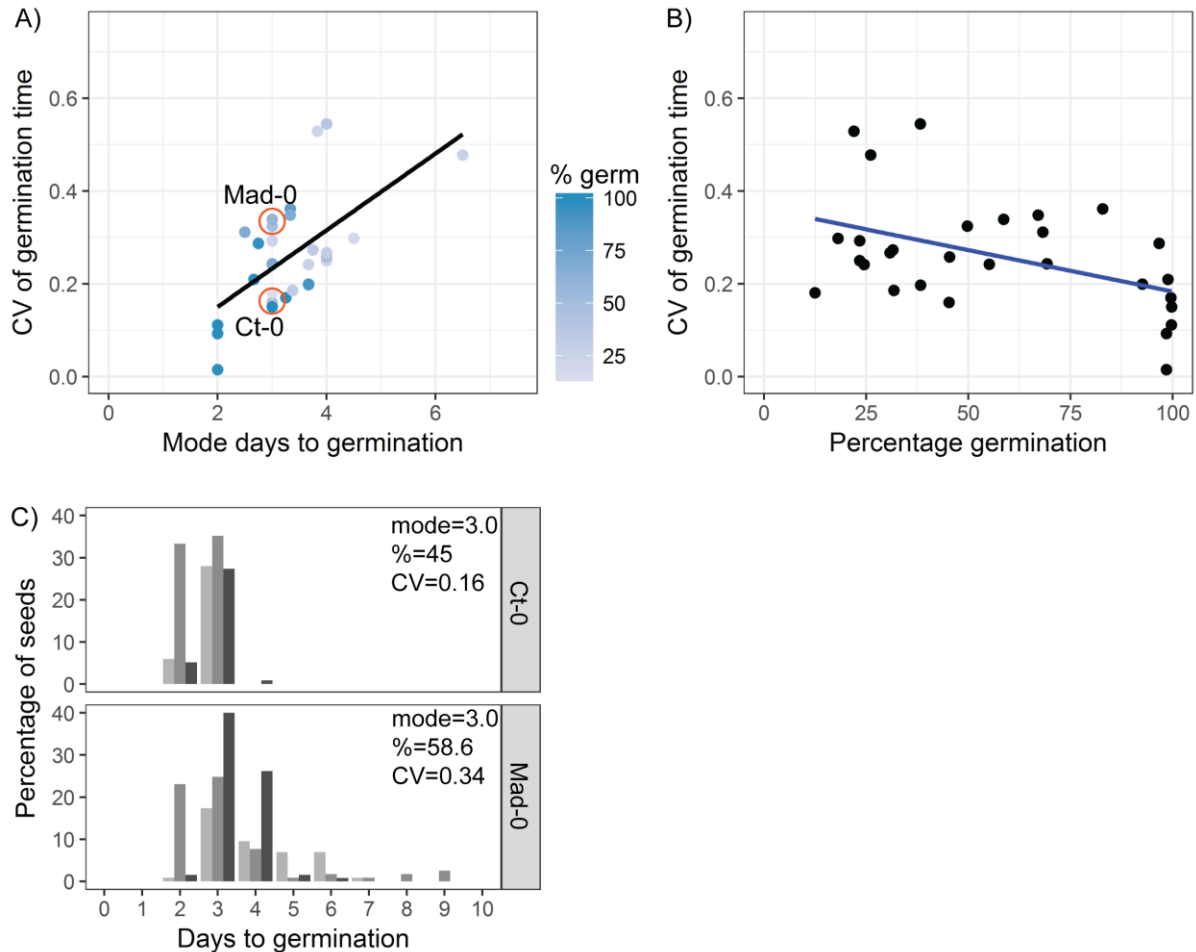 A)
CV of germination time
0.6
0.4
0.2
0.0
Mad-0
Ct-0
0
2
4
6
Mode days to germination
% germ
100
75
50
25
B)
CV of germination time
0.6
0.4
0.2
0.0
0
25
50
75
100
Percentage germination
C)
Percentage of seeds
40
30
20
10
0
mode=3.0
%=45
CV=0.16
Ct-0
40
30
20
10
0
mode=3.0
%=58.6
CV=0.34
Mad-0
0 1 2 3 4 5 6 7 8 9 10
Days to germination